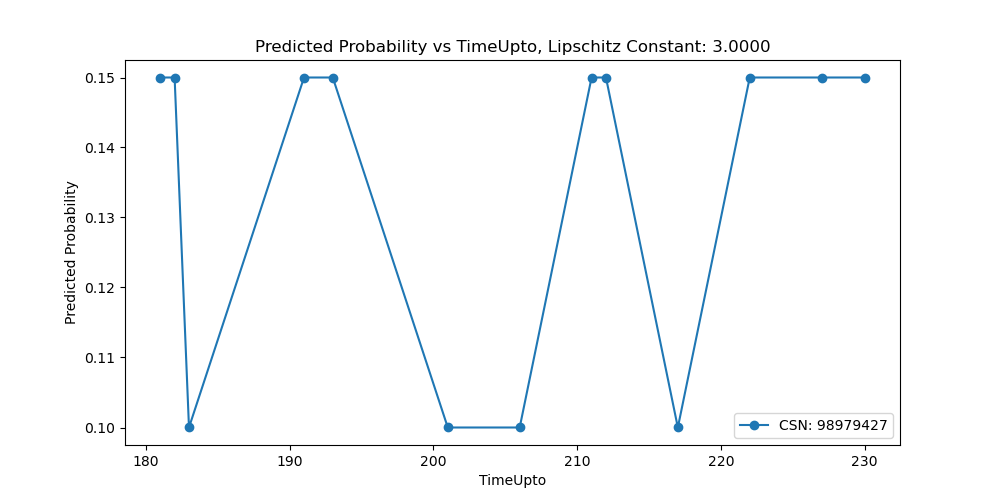 Predicted Probability vs TimeUpto, Lipschitz Constant: 3.0000
Predicted Probability
0.15
0.14
0.13
0.12
0.11
0.10
CSN: 98979427
180 190 200 210 220 230
TimeUpto